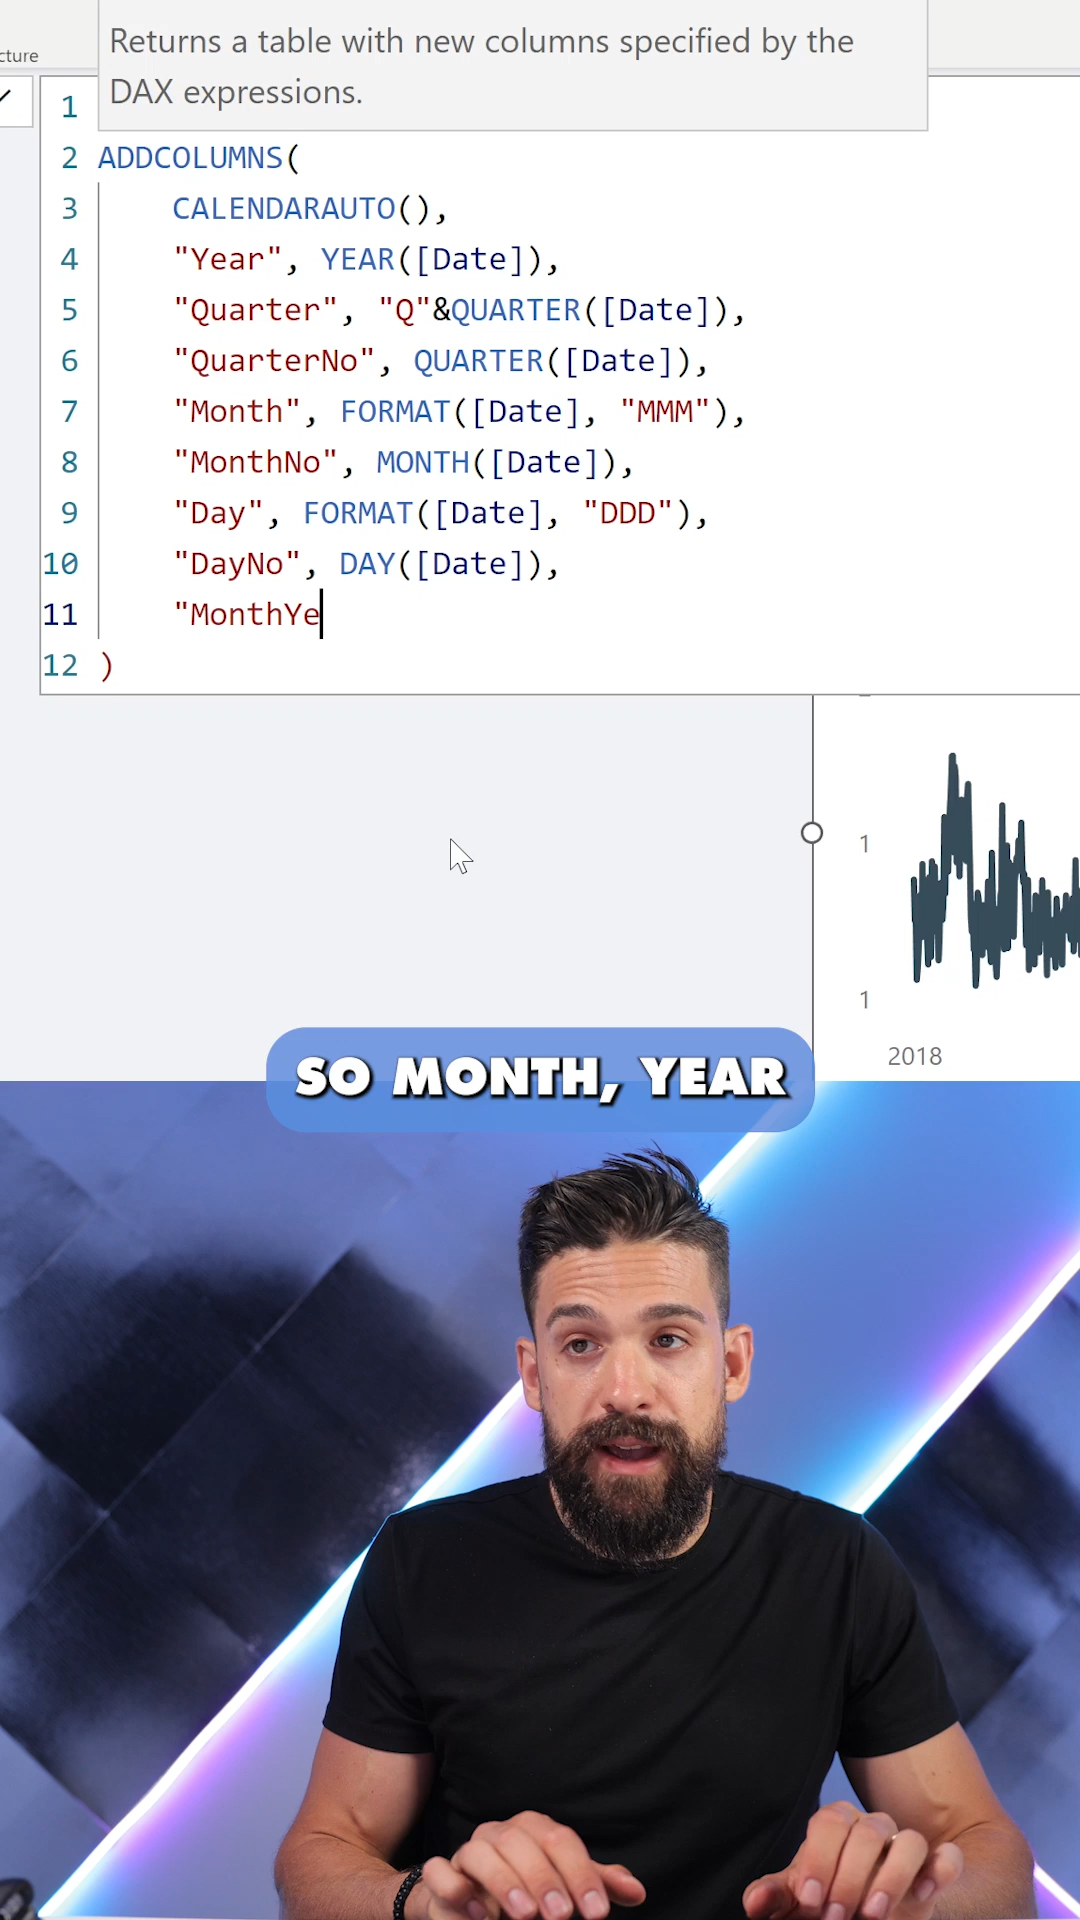 Returns a table with new columns specified by the
DAX expressions.
cture
1
2 ADDCOLUMNS(
3 CALENDARAUTO(),
4 "Year", YEAR([Date]),
5 "Quarter", "Q"&QUARTER([Date]),
6 "QuarterNo", QUARTER([Date]),
7 "Month", FORMAT([Date], "MMM"),
8 "MonthNo", MONTH([Date]),
9 "Day", FORMAT([Date], "DDD"),
10 "DayNo", DAY([Date]),
11 "MonthYe
12 )
1
1
2018
SO MONTH, YEAR